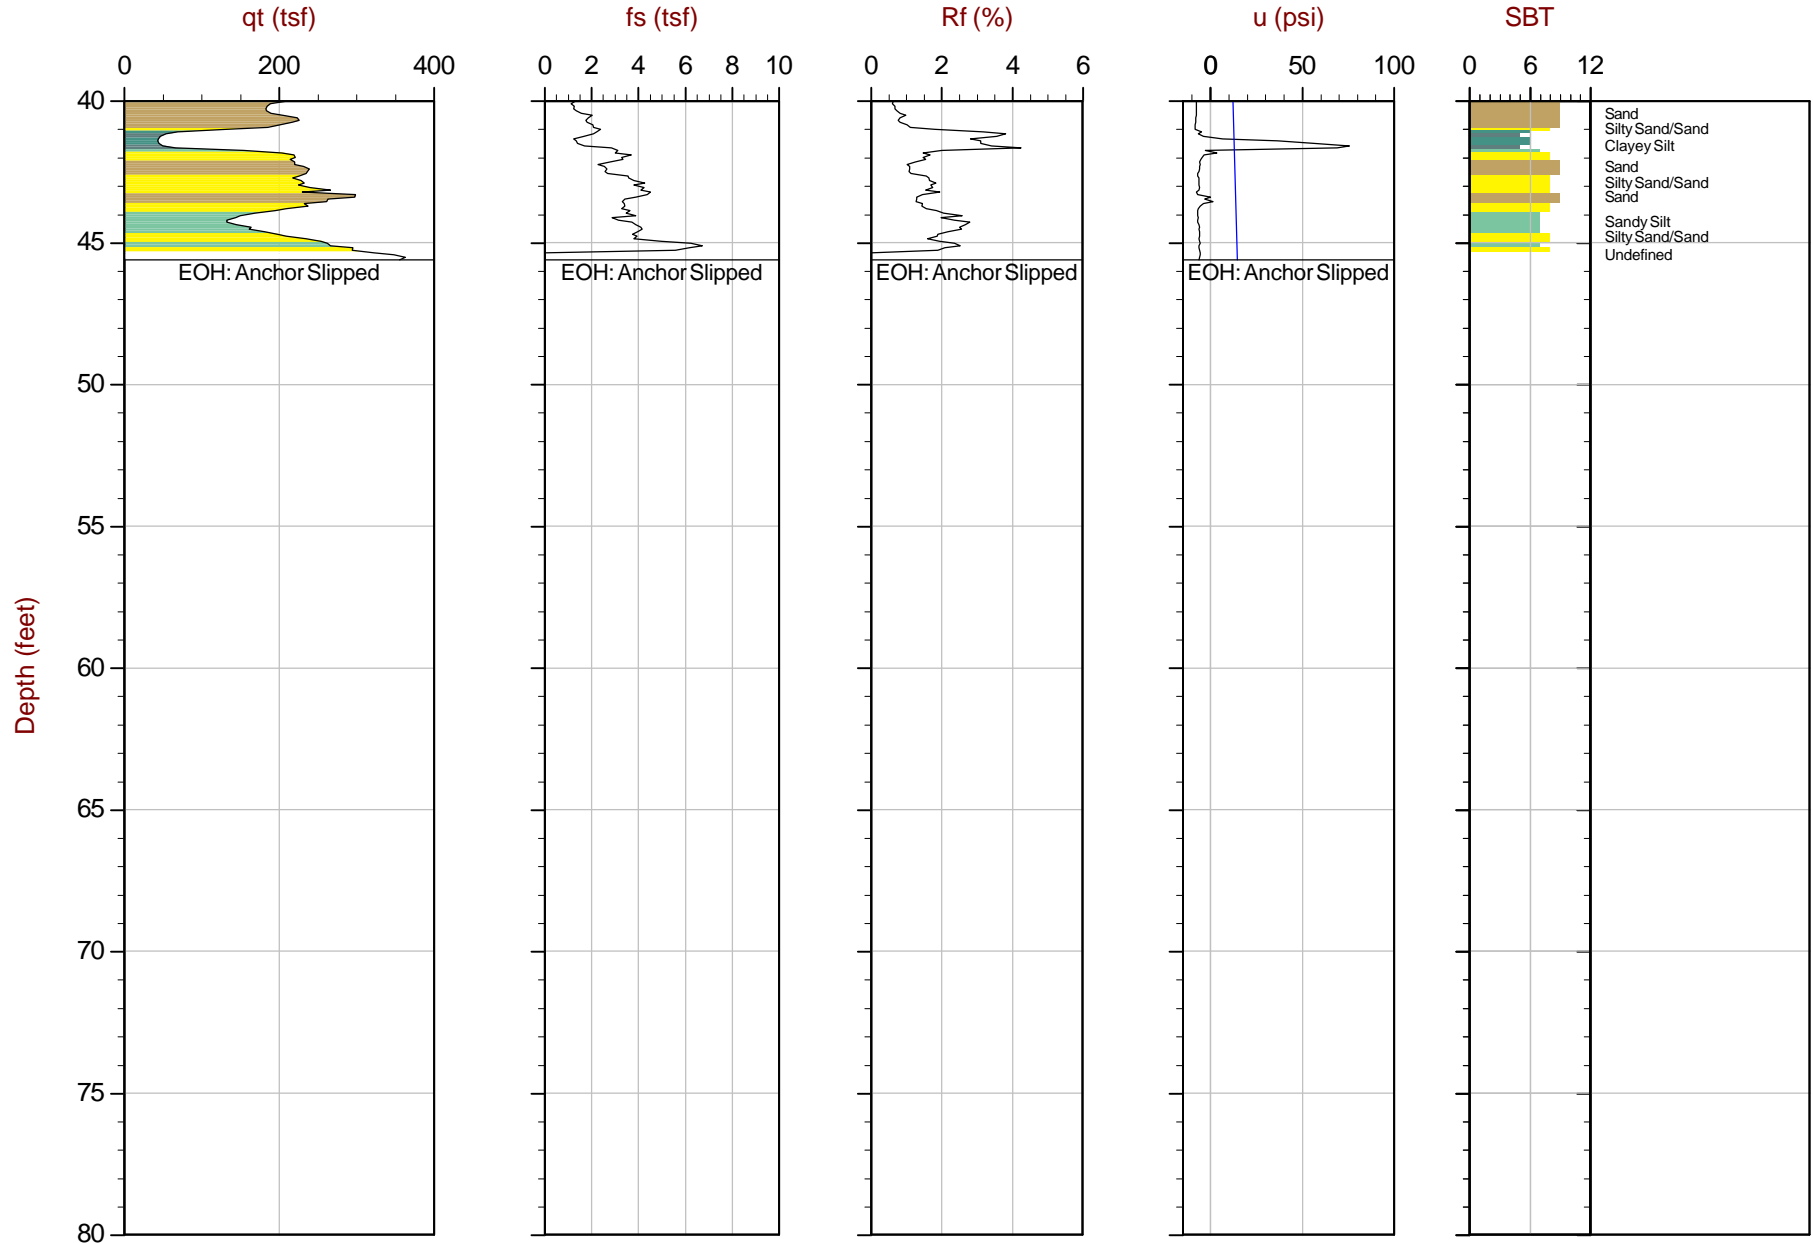 qt (tsf) fs (tsf) Rf (%) u (psi) SBT
0 200 400 0 2 4 6 8 10 0 2 4 6 0 50 100 0 6 12
40
Sand
Silty Sand/Sand
Clayey Silt
Sand
Silty Sand/Sand
Sand
Sandy Silt
Silty Sand/Sand
45
Undefined
EOH: Anchor Slipped EOH: Anchor Slipped EOH: Anchor Slipped EOH: Anchor Slipped
50
55
60
Depth (feet)
65
70
75
80